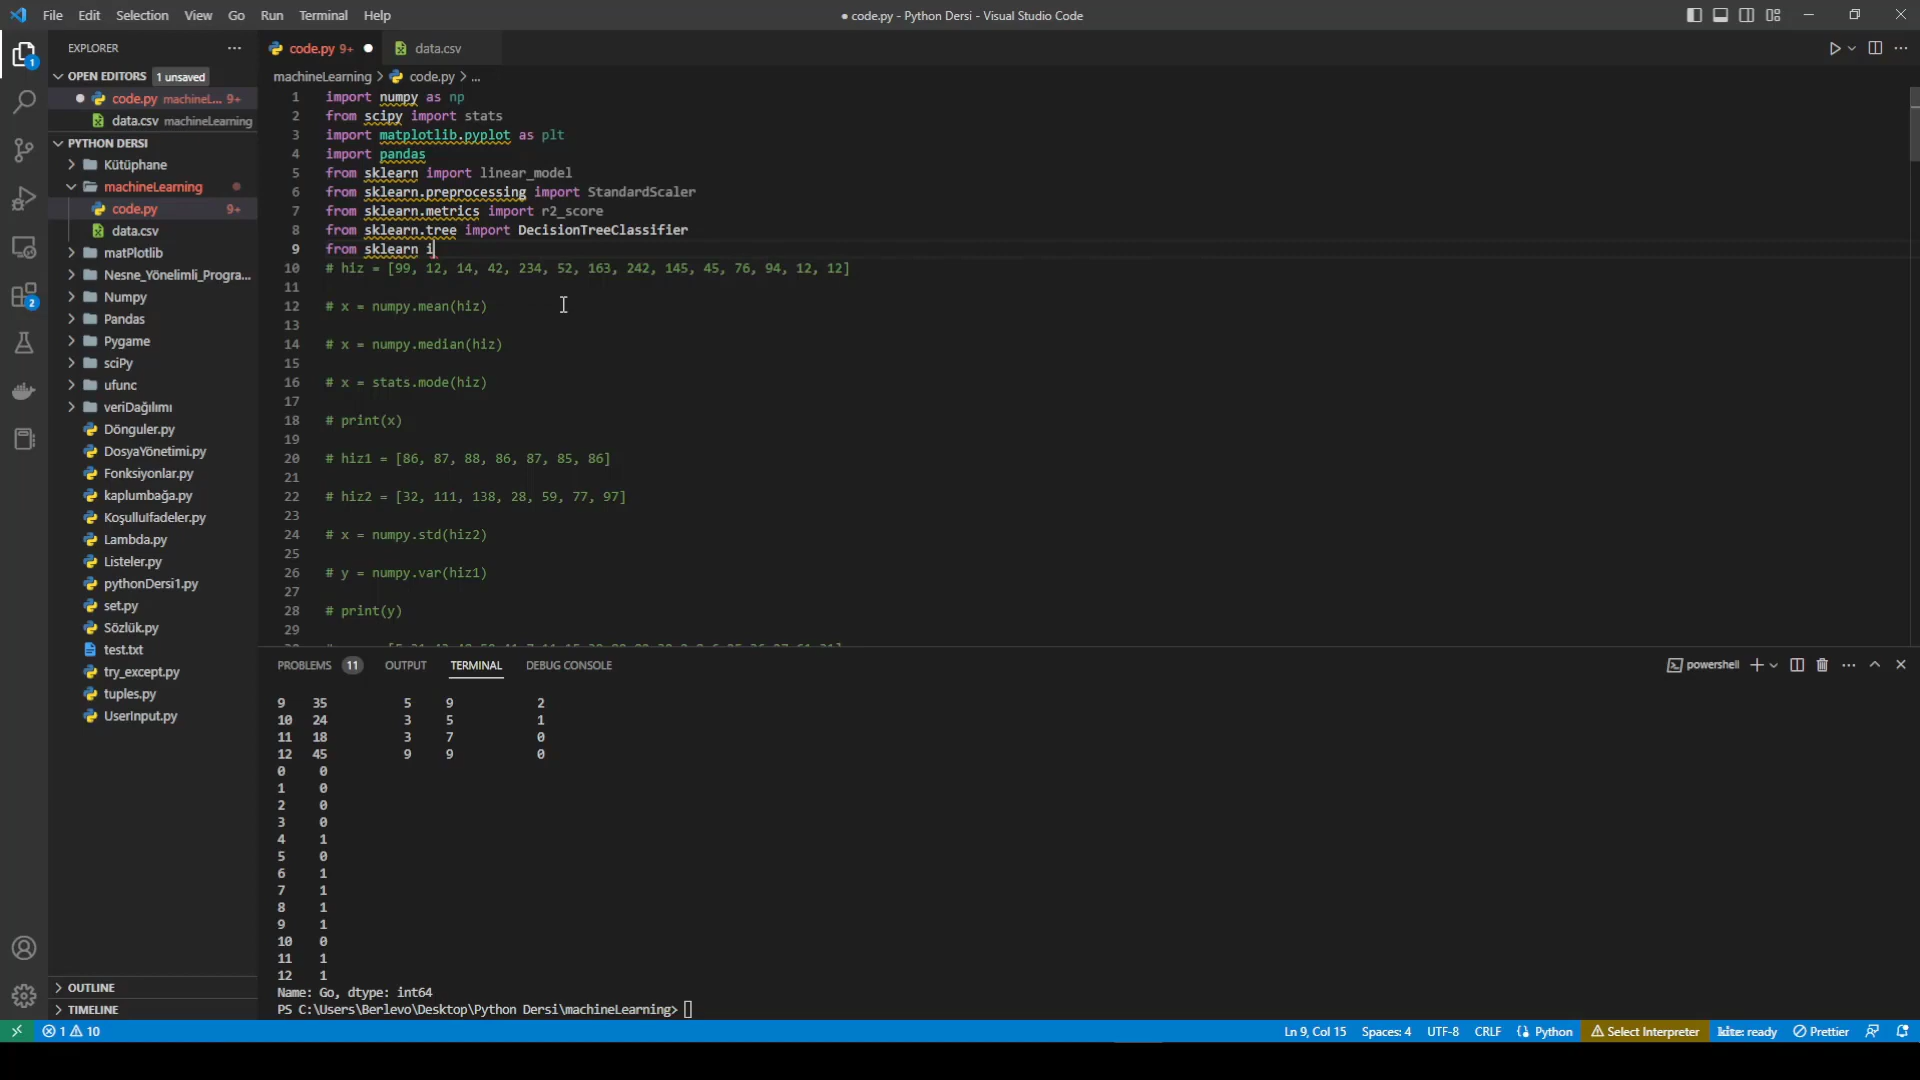 File Edit Selection View Go Run Terminal Help
● code.py - Python Dersi - Visual Studio Code
EXPLORER
OPEN EDITORS 1 unsaved
code.py machineL... 9+
data.csv machineLearning
PYTHON DERSI
Kütüphane
machineLearning
code.py 9+
data.csv
matPlotlib
Nesne_Yönelimli_Progra...
Numpy
Pandas
Pygame
sciPy
ufunc
veriDağılımı
Dönguler.py
DosyaYönetimi.py
Fonksiyonlar.py
kaplumbağa.py
KoşulluIfadeler.py
Lambda.py
Listeler.py
pythonDersi1.py
set.py
Sözlük.py
test.txt
try_except.py
tuples.py
UserInput.py
OUTLINE
TIMELINE
1
2
code.py 9+
data.csv
machineLearning > code.py > ...
1 import numpy as np
2 from scipy import stats
3 import matplotlib.pyplot as plt
4 import pandas
5 from sklearn import linear_model
6 from sklearn.preprocessing import StandardScaler
7 from sklearn.metrics import r2_score
8 from sklearn.tree import DecisionTreeClassifier
9 from sklearn i
10 # hiz = [99, 12, 14, 42, 234, 52, 163, 242, 145, 45, 76, 94, 12, 12]
11
12 # x = numpy.mean(hiz)
13
14 # x = numpy.median(hiz)
15
16 # x = stats.mode(hiz)
17
18 # print(x)
19
20 # hiz1 = [86, 87, 88, 86, 87, 85, 86]
21
22 # hiz2 = [32, 111, 138, 28, 59, 77, 97]
23
24 # x = numpy.std(hiz2)
25
26 # y = numpy.var(hiz1)
27
28 # print(y)
29
PROBLEMS 11 OUTPUT TERMINAL DEBUG CONSOLE
powershell
9 35 5 9 2
10 24 3 5 1
11 18 3 7 0
12 45 9 9 0
0 0
1 0
2 0
3 0
4 1
5 0
6 1
7 1
8 1
9 1
10 0
11 1
12 1
Name: Go, dtype: int64
PS C:\Users\Berlevo\Desktop\Python Dersi\machineLearning>
1 10
Ln 9, Col 15 Spaces: 4 UTF-8 CRLF Python Select Interpreter kite: ready Prettier